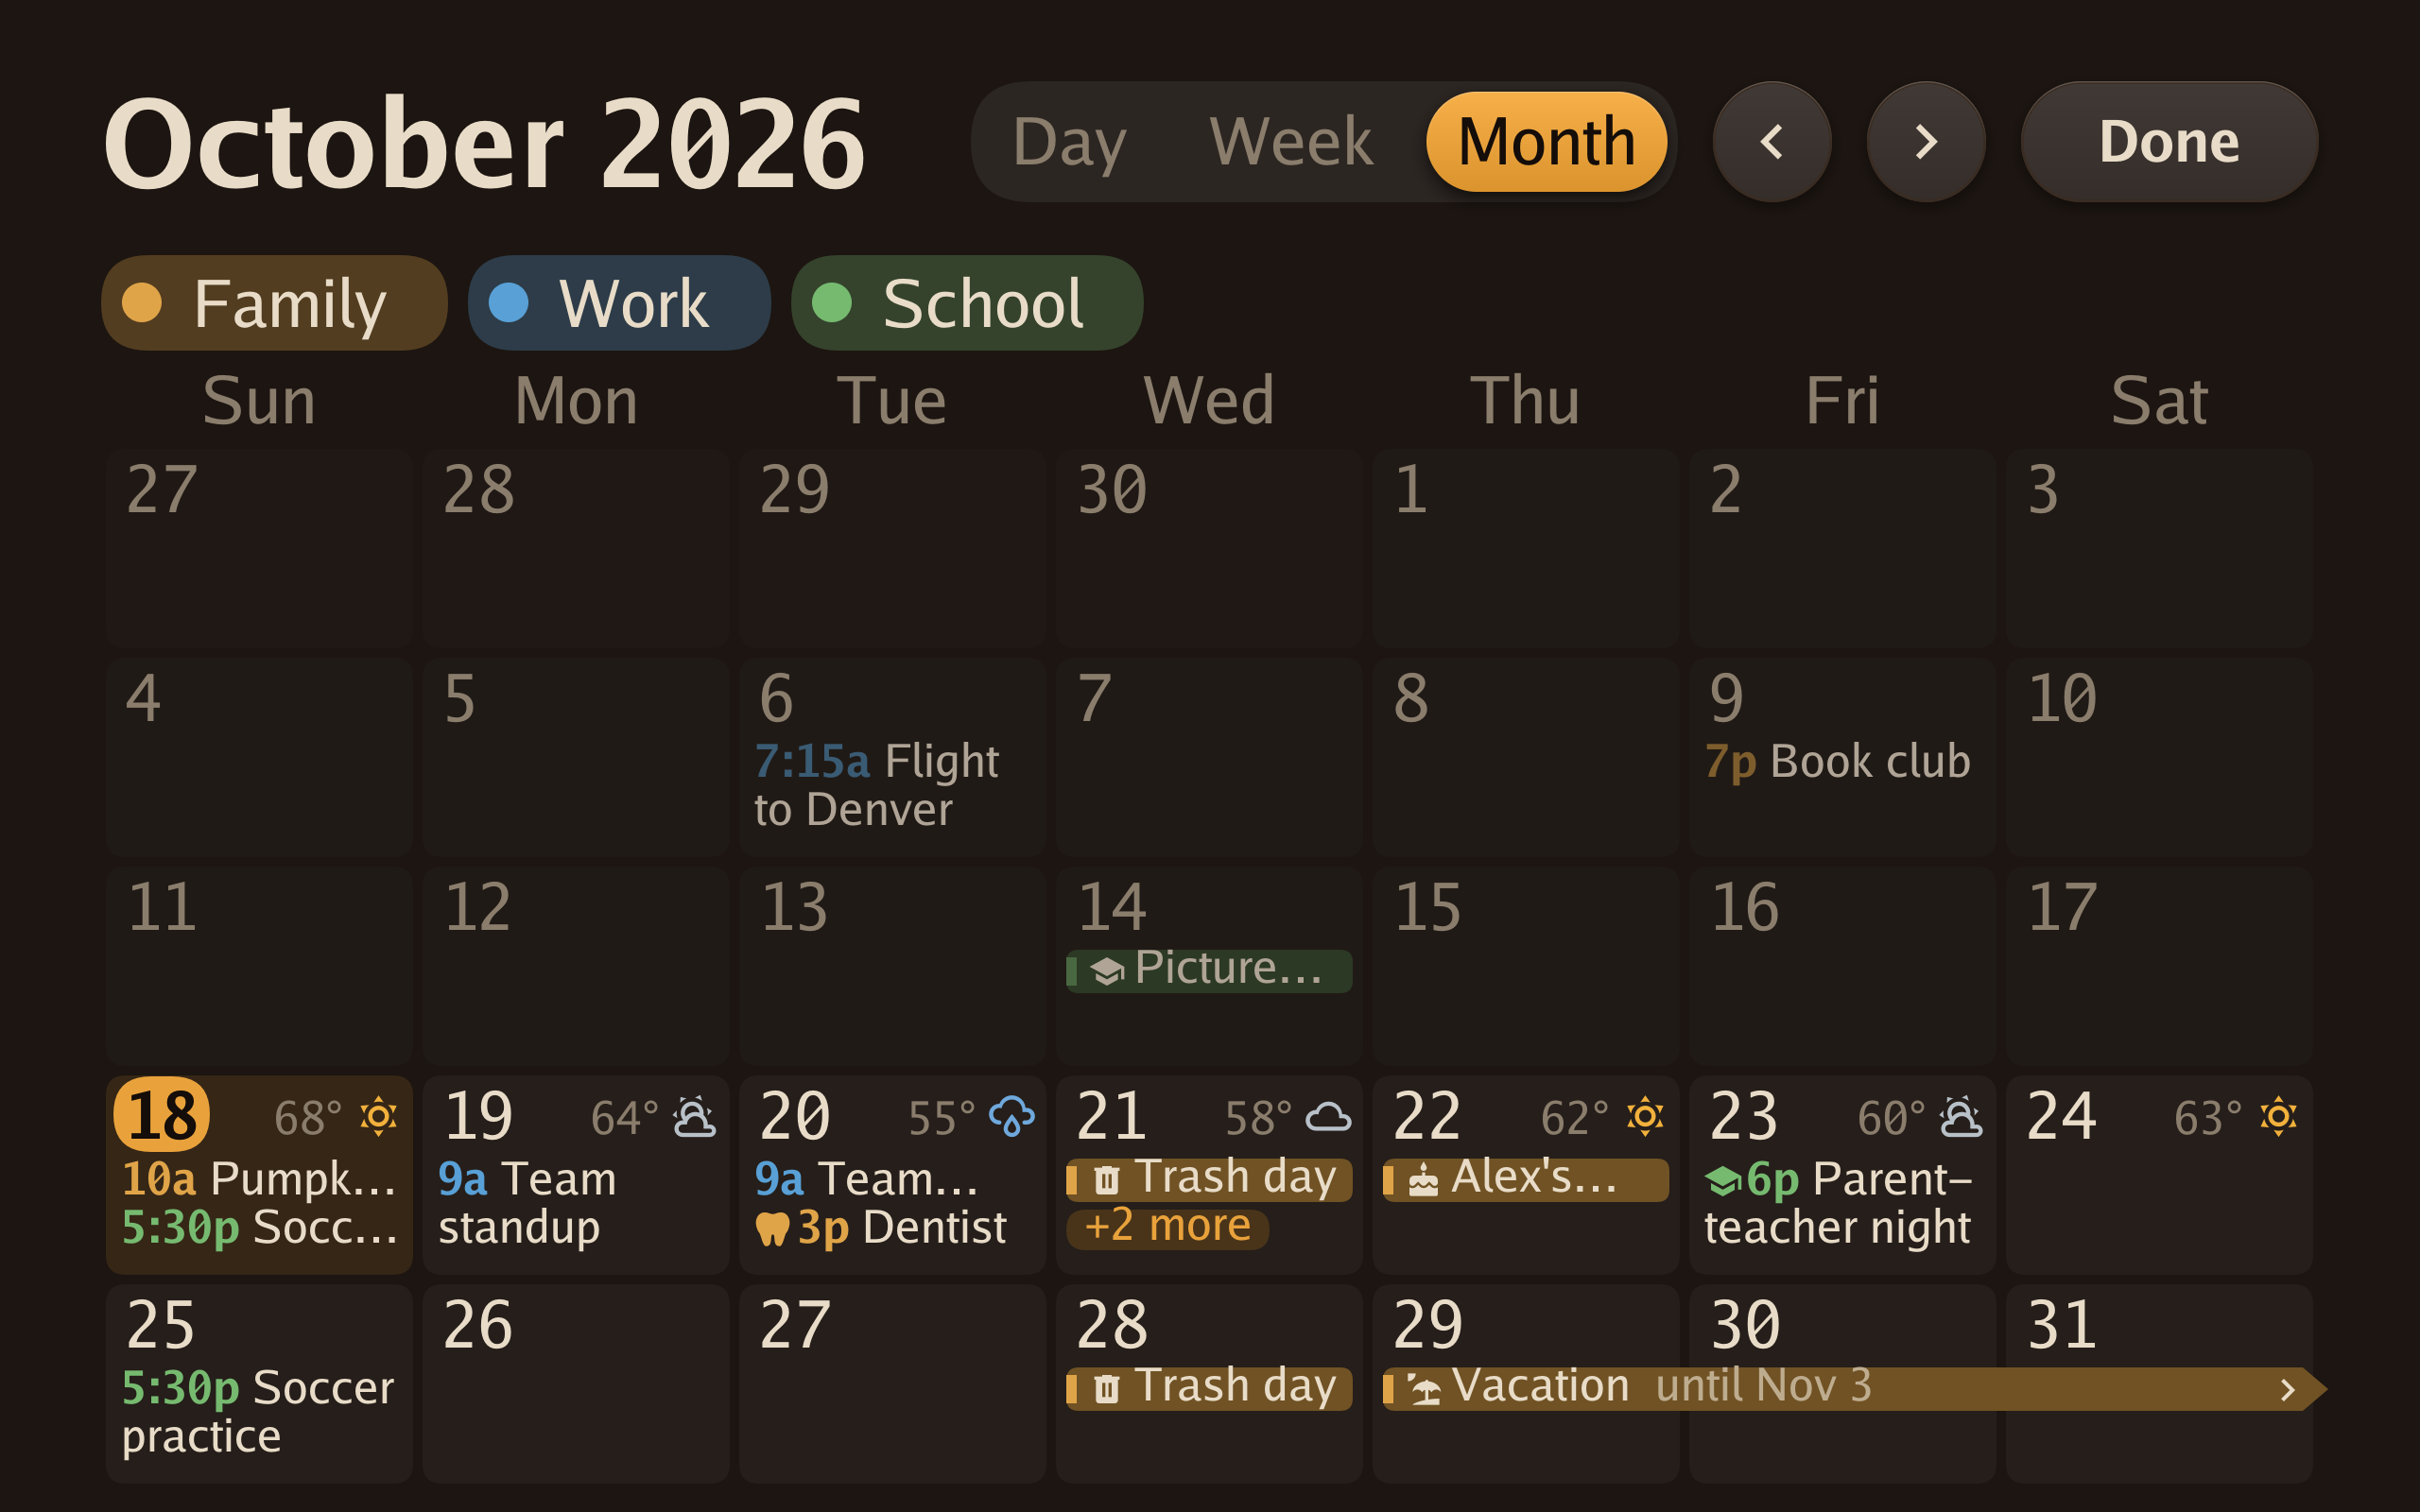 October 2026
Day Week Month
Done
Family Work School
Sun Mon Tue Wed Thu Fri Sat
27 28 29 30 1 2 3
4 5 6 7 8 9 10
7:15a Flight
to Denver
7p Book club
11 12 13 14 15 16 17
Picture…
18 68° 19 64° 20 55° 21 58° 22 62° 23 60° 24 63°
10a Pumpk…
5:30p Socc…
9a Team
standup
9a Team…
3p Dentist
Trash day
+2 more
Alex's…
6p Parent–
teacher night
25 26 27 28 29 30 31
5:30p Soccer
practice
Trash day
Vacation until Nov 3